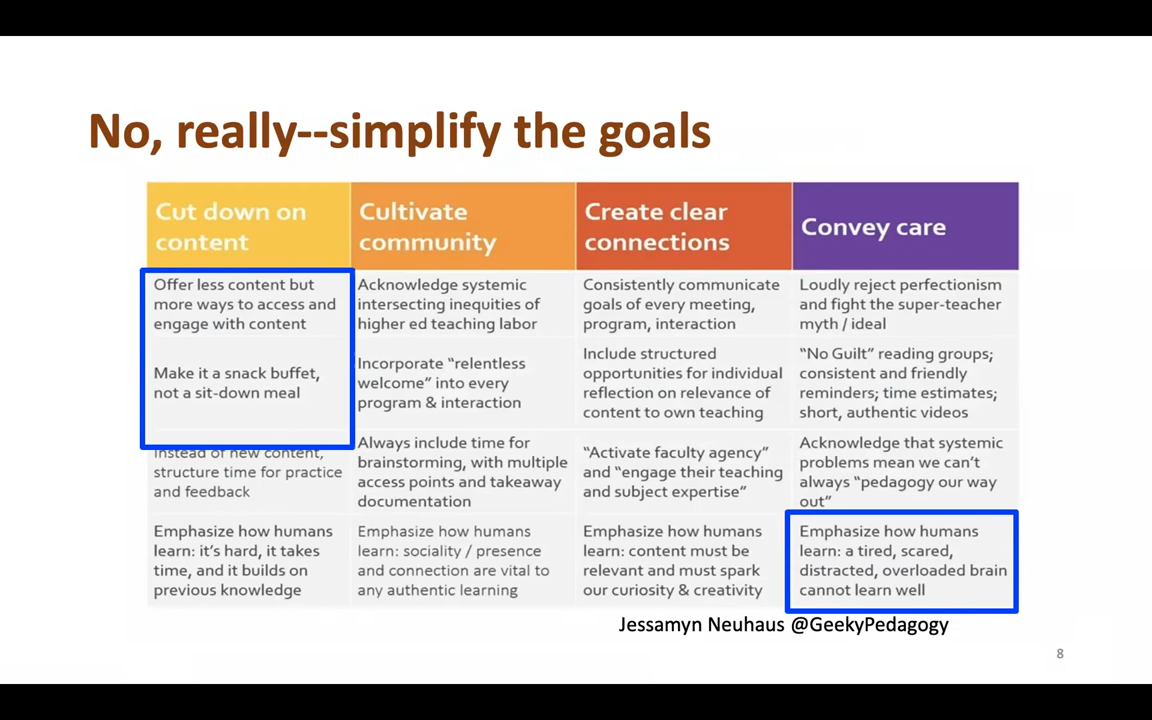 No, really--simplify the goals
Cut down on
content
Cultivate
community
Create clear
connections
Convey care
Offer less content but
more ways to access and
engage with content
Acknowledge systemic
intersecting inequities of
higher ed teaching labor
Consistently communicate
goals of every meeting,
program, interaction
Loudly reject perfectionism
and fight the super-teacher
myth / ideal
Make it a snack buffet,
not a sit-down meal
Incorporate “relentless
welcome” into every
program & interaction
Include structured
opportunities for individual
reflection on relevance of
content to own teaching
“No Guilt” reading groups;
consistent and friendly
reminders; time estimates;
short, authentic videos
Instead of new content,
structure time for practice
and feedback
Always include time for
brainstorming, with multiple
access points and takeaway
documentation
“Activate faculty agency”
and “engage their teaching
and subject expertise”
Acknowledge that systemic
problems mean we can’t
always “pedagogy our way
out”
Emphasize how humans
learn: it’s hard, it takes
time, and it builds on
previous knowledge
Emphasize how humans
learn: sociality / presence
and connection are vital to
any authentic learning
Emphasize how humans
learn: content must be
relevant and must spark
our curiosity & creativity
Emphasize how humans
learn: a tired, scared,
distracted, overloaded brain
cannot learn well
Jessamyn Neuhaus @GeekyPedagogy
8